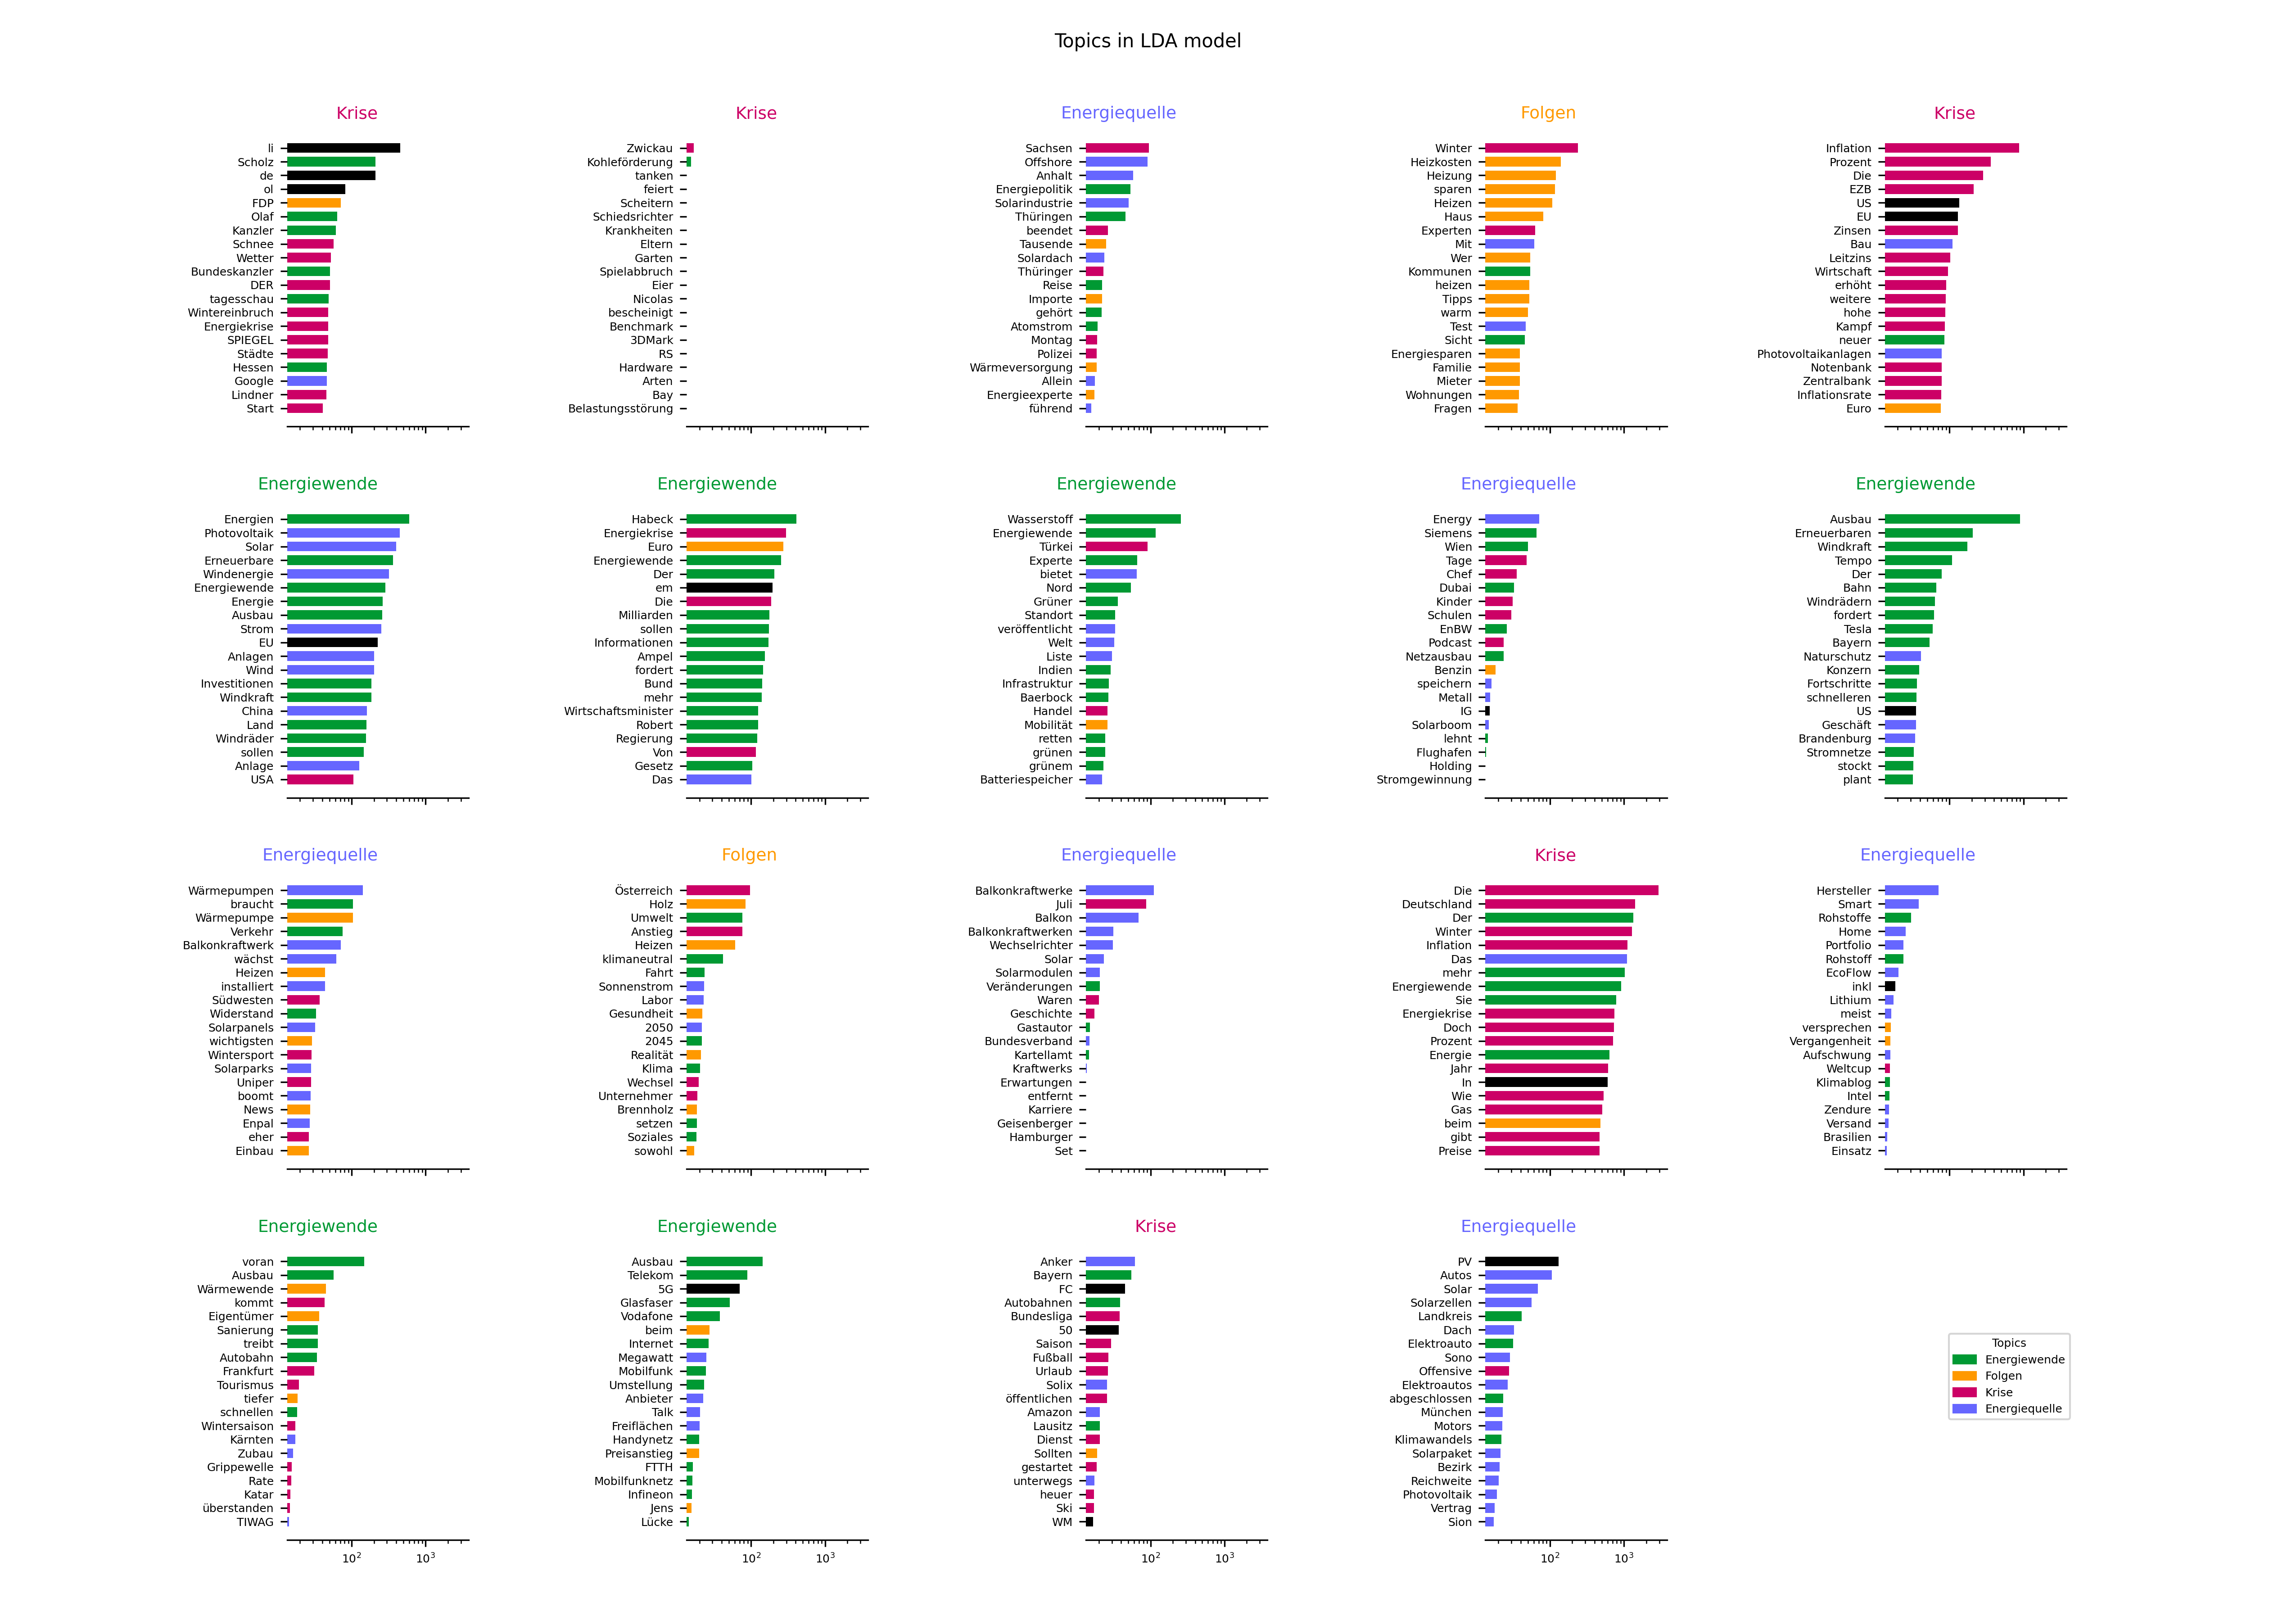 Topics in LDA model
Krise
li
Scholz
de
ol
FDP
Olaf
Kanzler
Schnee
Wetter
Bundeskanzler
DER
tagesschau
Wintereinbruch
Energiekrise
SPIEGEL
Städte
Hessen
Google
Lindner
Start
Krise
Zwickau
Kohleförderung
tanken
feiert
Scheitern
Schiedsrichter
Krankheiten
Eltern
Garten
Spielabbruch
Eier
Nicolas
bescheinigt
Benchmark
3DMark
RS
Hardware
Arten
Bay
Belastungsstörung
Energiequelle
Sachsen
Offshore
Anhalt
Energiepolitik
Solarindustrie
Thüringen
beendet
Tausende
Solardach
Thüringer
Reise
Importe
gehört
Atomstrom
Montag
Polizei
Wärmeversorgung
Allein
Energieexperte
führend
Folgen
Winter
Heizkosten
Heizung
sparen
Heizen
Haus
Experten
Mit
Wer
Kommunen
heizen
Tipps
warm
Test
Sicht
Energiesparen
Familie
Mieter
Wohnungen
Fragen
Krise
Inflation
Prozent
Die
EZB
US
EU
Zinsen
Bau
Leitzins
Wirtschaft
erhöht
weitere
hohe
Kampf
neuer
Photovoltaikanlagen
Notenbank
Zentralbank
Inflationsrate
Euro
Energiewende
Energien
Photovoltaik
Solar
Erneuerbare
Windenergie
Energiewende
Energie
Ausbau
Strom
EU
Anlagen
Wind
Investitionen
Windkraft
China
Land
Windräder
sollen
Anlage
USA
Energiewende
Habeck
Energiekrise
Euro
Energiewende
Der
em
Die
Milliarden
sollen
Informationen
Ampel
fordert
Bund
mehr
Wirtschaftsminister
Robert
Regierung
Von
Gesetz
Das
Energiewende
Wasserstoff
Energiewende
Türkei
Experte
bietet
Nord
Grüner
Standort
veröffentlicht
Welt
Liste
Indien
Infrastruktur
Baerbock
Handel
Mobilität
retten
grünen
grünem
Batteriespeicher
Energiequelle
Energy
Siemens
Wien
Tage
Chef
Dubai
Kinder
Schulen
EnBW
Podcast
Netzausbau
Benzin
speichern
Metall
IG
Solarboom
lehnt
Flughafen
Holding
Stromgewinnung
Energiewende
Ausbau
Erneuerbaren
Windkraft
Tempo
Der
Bahn
Windrädern
fordert
Tesla
Bayern
Naturschutz
Konzern
Fortschritte
schnelleren
US
Geschäft
Brandenburg
Stromnetze
stockt
plant
Energiequelle
Wärmepumpen
braucht
Wärmepumpe
Verkehr
Balkonkraftwerk
wächst
Heizen
installiert
Südwesten
Widerstand
Solarpanels
wichtigsten
Wintersport
Solarparks
Uniper
boomt
News
Enpal
eher
Einbau
Folgen
Österreich
Holz
Umwelt
Anstieg
Heizen
klimaneutral
Fahrt
Sonnenstrom
Labor
Gesundheit
2050
2045
Realität
Klima
Wechsel
Unternehmer
Brennholz
setzen
Soziales
sowohl
Energiequelle
Balkonkraftwerke
Juli
Balkon
Balkonkraftwerken
Wechselrichter
Solar
Solarmodulen
Veränderungen
Waren
Geschichte
Gastautor
Bundesverband
Kartellamt
Kraftwerks
Erwartungen
entfernt
Karriere
Geisenberger
Hamburger
Set
Krise
Die
Deutschland
Der
Winter
Inflation
Das
mehr
Energiewende
Sie
Energiekrise
Doch
Prozent
Energie
Jahr
In
Wie
Gas
beim
gibt
Preise
Energiequelle
Hersteller
Smart
Rohstoffe
Home
Portfolio
Rohstoff
EcoFlow
inkl
Lithium
meist
versprechen
Vergangenheit
Aufschwung
Weltcup
Klimablog
Intel
Zendure
Versand
Brasilien
Einsatz
Energiewende
voran
Ausbau
Wärmewende
kommt
Eigentümer
Sanierung
treibt
Autobahn
Frankfurt
Tourismus
tiefer
schnellen
Wintersaison
Kärnten
Zubau
Grippewelle
Rate
Katar
überstanden
TIWAG
10²
10³
Energiewende
Ausbau
Telekom
5G
Glasfaser
Vodafone
beim
Internet
Megawatt
Mobilfunk
Umstellung
Anbieter
Talk
Freiflächen
Handynetz
Preisanstieg
FTTH
Mobilfunknetz
Infineon
Jens
Lücke
10²
10³
Krise
Anker
Bayern
FC
Autobahnen
Bundesliga
50
Saison
Fußball
Urlaub
Solix
öffentlichen
Amazon
Lausitz
Dienst
Sollten
gestartet
unterwegs
heuer
Ski
WM
10²
10³
Energiequelle
PV
Autos
Solar
Solarzellen
Landkreis
Dach
Elektroauto
Sono
Offensive
Elektroautos
abgeschlossen
München
Motors
Klimawandels
Solarpaket
Bezirk
Reichweite
Photovoltaik
Vertrag
Sion
10²
10³
Topics
Energiewende
Folgen
Krise
Energiequelle